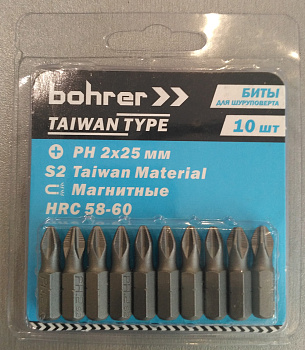 bohrer
БИТЫ
ДЛЯ ШУРУПОВЕРТА
TAIWAN TYPE
10 шт
PH 2x25 мм
S2 Taiwan Material
Магнитные
HRC 58-60